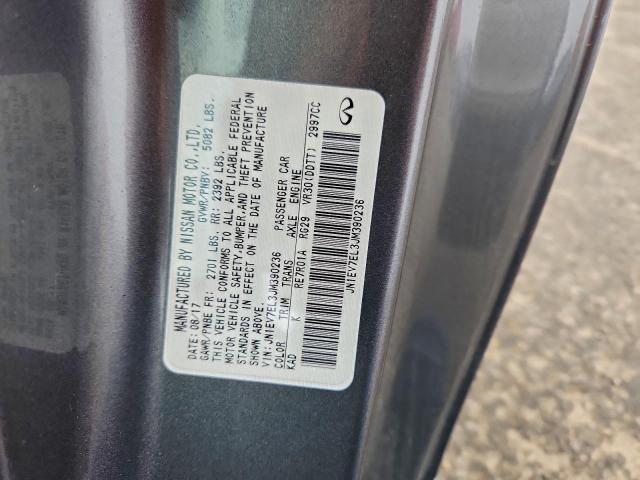 MANUFACTURED BY NISSAN MOTOR CO.,LTD.
DATE: 08/17 GVWR/PNBV: 5082 LBS.
GAWR/PNBE FR: 2701 LBS. RR: 2392 LBS.
THIS VEHICLE CONFORMS TO ALL APPLICABLE FEDERAL
MOTOR VEHICLE SAFETY,BUMPER,AND THEFT PREVENTION
STANDARDS IN EFFECT ON THE DATE OF MANUFACTURE
SHOWN ABOVE.
VIN: JN1EV7EL3JM390236 PASSENGER CAR
COLOR TRIM TRANS AXLE ENGINE
KAD K RE7R01A RG29 VR30(DDTT) 2997CC
JN1EV7EL3JM390236